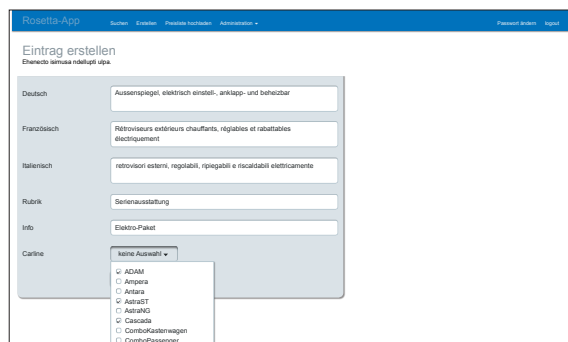 Rosetta-App Suchen Erstellen Preisliste hochladen Administration Passwort ändern logout
Eintrag erstellen
Ehenecto isimusa ndellupti ulpa.
Deutsch Aussenspiegel, elektrisch einstell-, anklapp- und beheizbar
Französisch Rétroviseurs extérieurs chauffants, réglables et rabattables
électriquement
Italienisch retrovisori esterni, regolabili, ripiegabili e riscaldabili elettricamente
Rubrik Serienausstattung
Info Elektro-Paket
Carline keine Auswahl
ADAM
Ampera
Antara
AstraST
AstraNG
Cascada
ComboKastenwagen
ComboPassenger